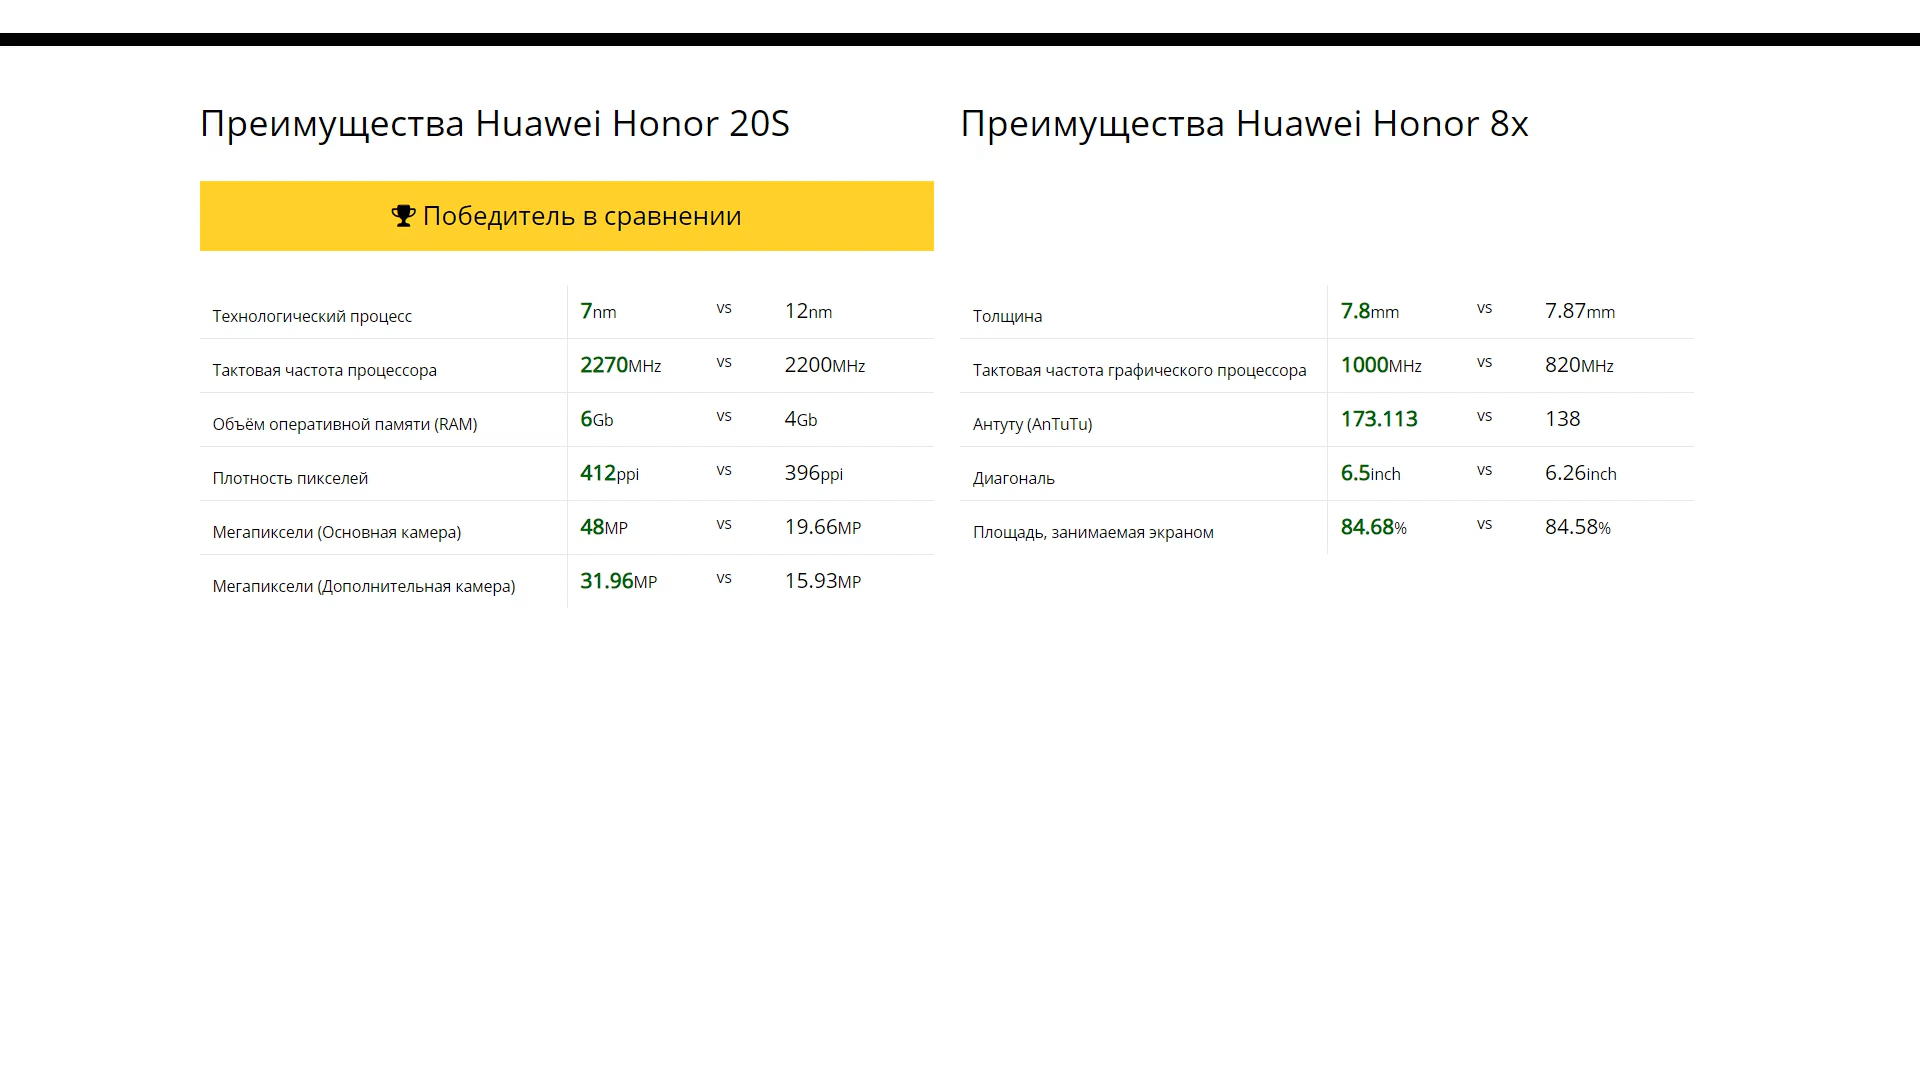 Преимущества Huawei Honor 20S
Победитель в сравнении
Технологический процесс 7nm vs 12nm
Тактовая частота процессора 2270MHz vs 2200MHz
Объём оперативной памяти (RAM) 6Gb vs 4Gb
Плотность пикселей 412ppi vs 396ppi
Мегапиксели (Основная камера) 48MP vs 19.66MP
Мегапиксели (Дополнительная камера) 31.96MP vs 15.93MP
Преимущества Huawei Honor 8x
Толщина 7.8mm vs 7.87mm
Тактовая частота графического процессора 1000MHz vs 820MHz
Антуту (AnTuTu) 173.113 vs 138
Диагональ 6.5inch vs 6.26inch
Площадь, занимаемая экраном 84.68% vs 84.58%